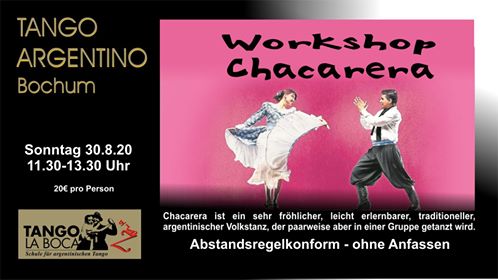 TANGO
ARGENTINO
Bochum
Sonntag 30.8.20
11.30-13.30 Uhr
20€ pro Person
TANGO
LA BOCA
Schule für argentinischen Tango
Workshop
Chacarera
Chacarera ist ein sehr fröhlicher, leicht erlernbarer, traditioneller,
argentinischer Volkstanz, der paarweise aber in einer Gruppe getanzt wird.
Abstandsregelkonform - ohne Anfassen